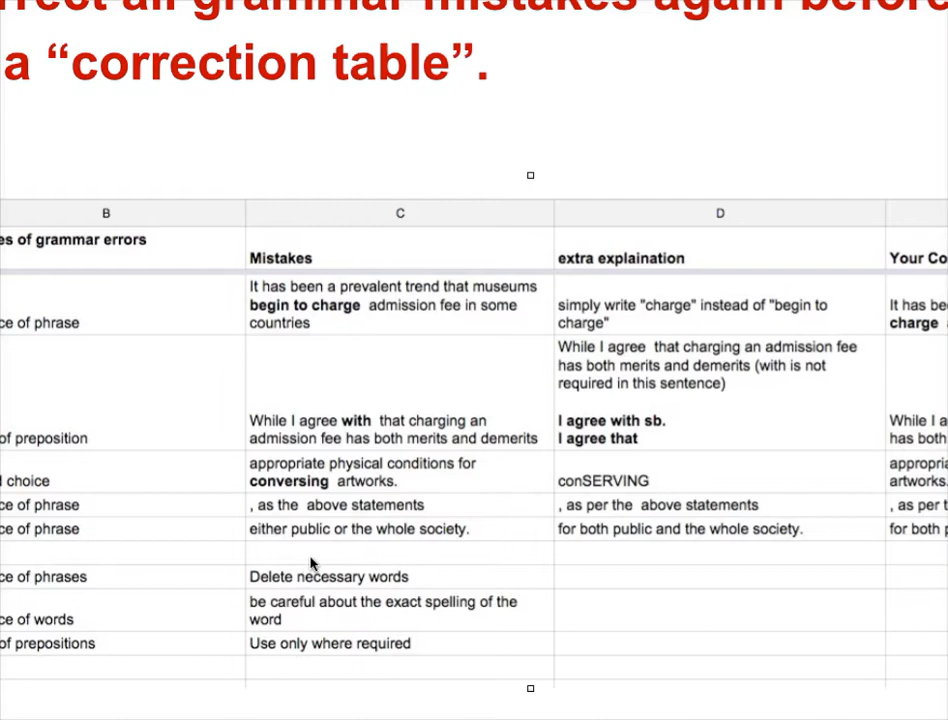 rrect all grammar mistakes again before
a “correction table”.
B C D
es of grammar errors
Mistakes extra explaination Your Co
It has been a prevalent trend that museums
begin to charge admission fee in some
countries
simply write "charge" instead of "begin to
charge"
It has be
charge
ce of phrase
While I agree that charging an admission fee
has both merits and demerits (with is not
required in this sentence)
I agree with sb.
I agree that
While I agree with that charging an
admission fee has both merits and demerits
While I a
has both
of preposition
appropriate physical conditions for
conversing artworks.
conSERVING
appropria
artworks.
l choice
ce of phrase , as the above statements , as per the above statements , as per t
ce of phrase either public or the whole society. for both public and the whole society. for both p
ce of phrases Delete necessary words
be careful about the exact spelling of the
word
ce of words
of prepositions Use only where required